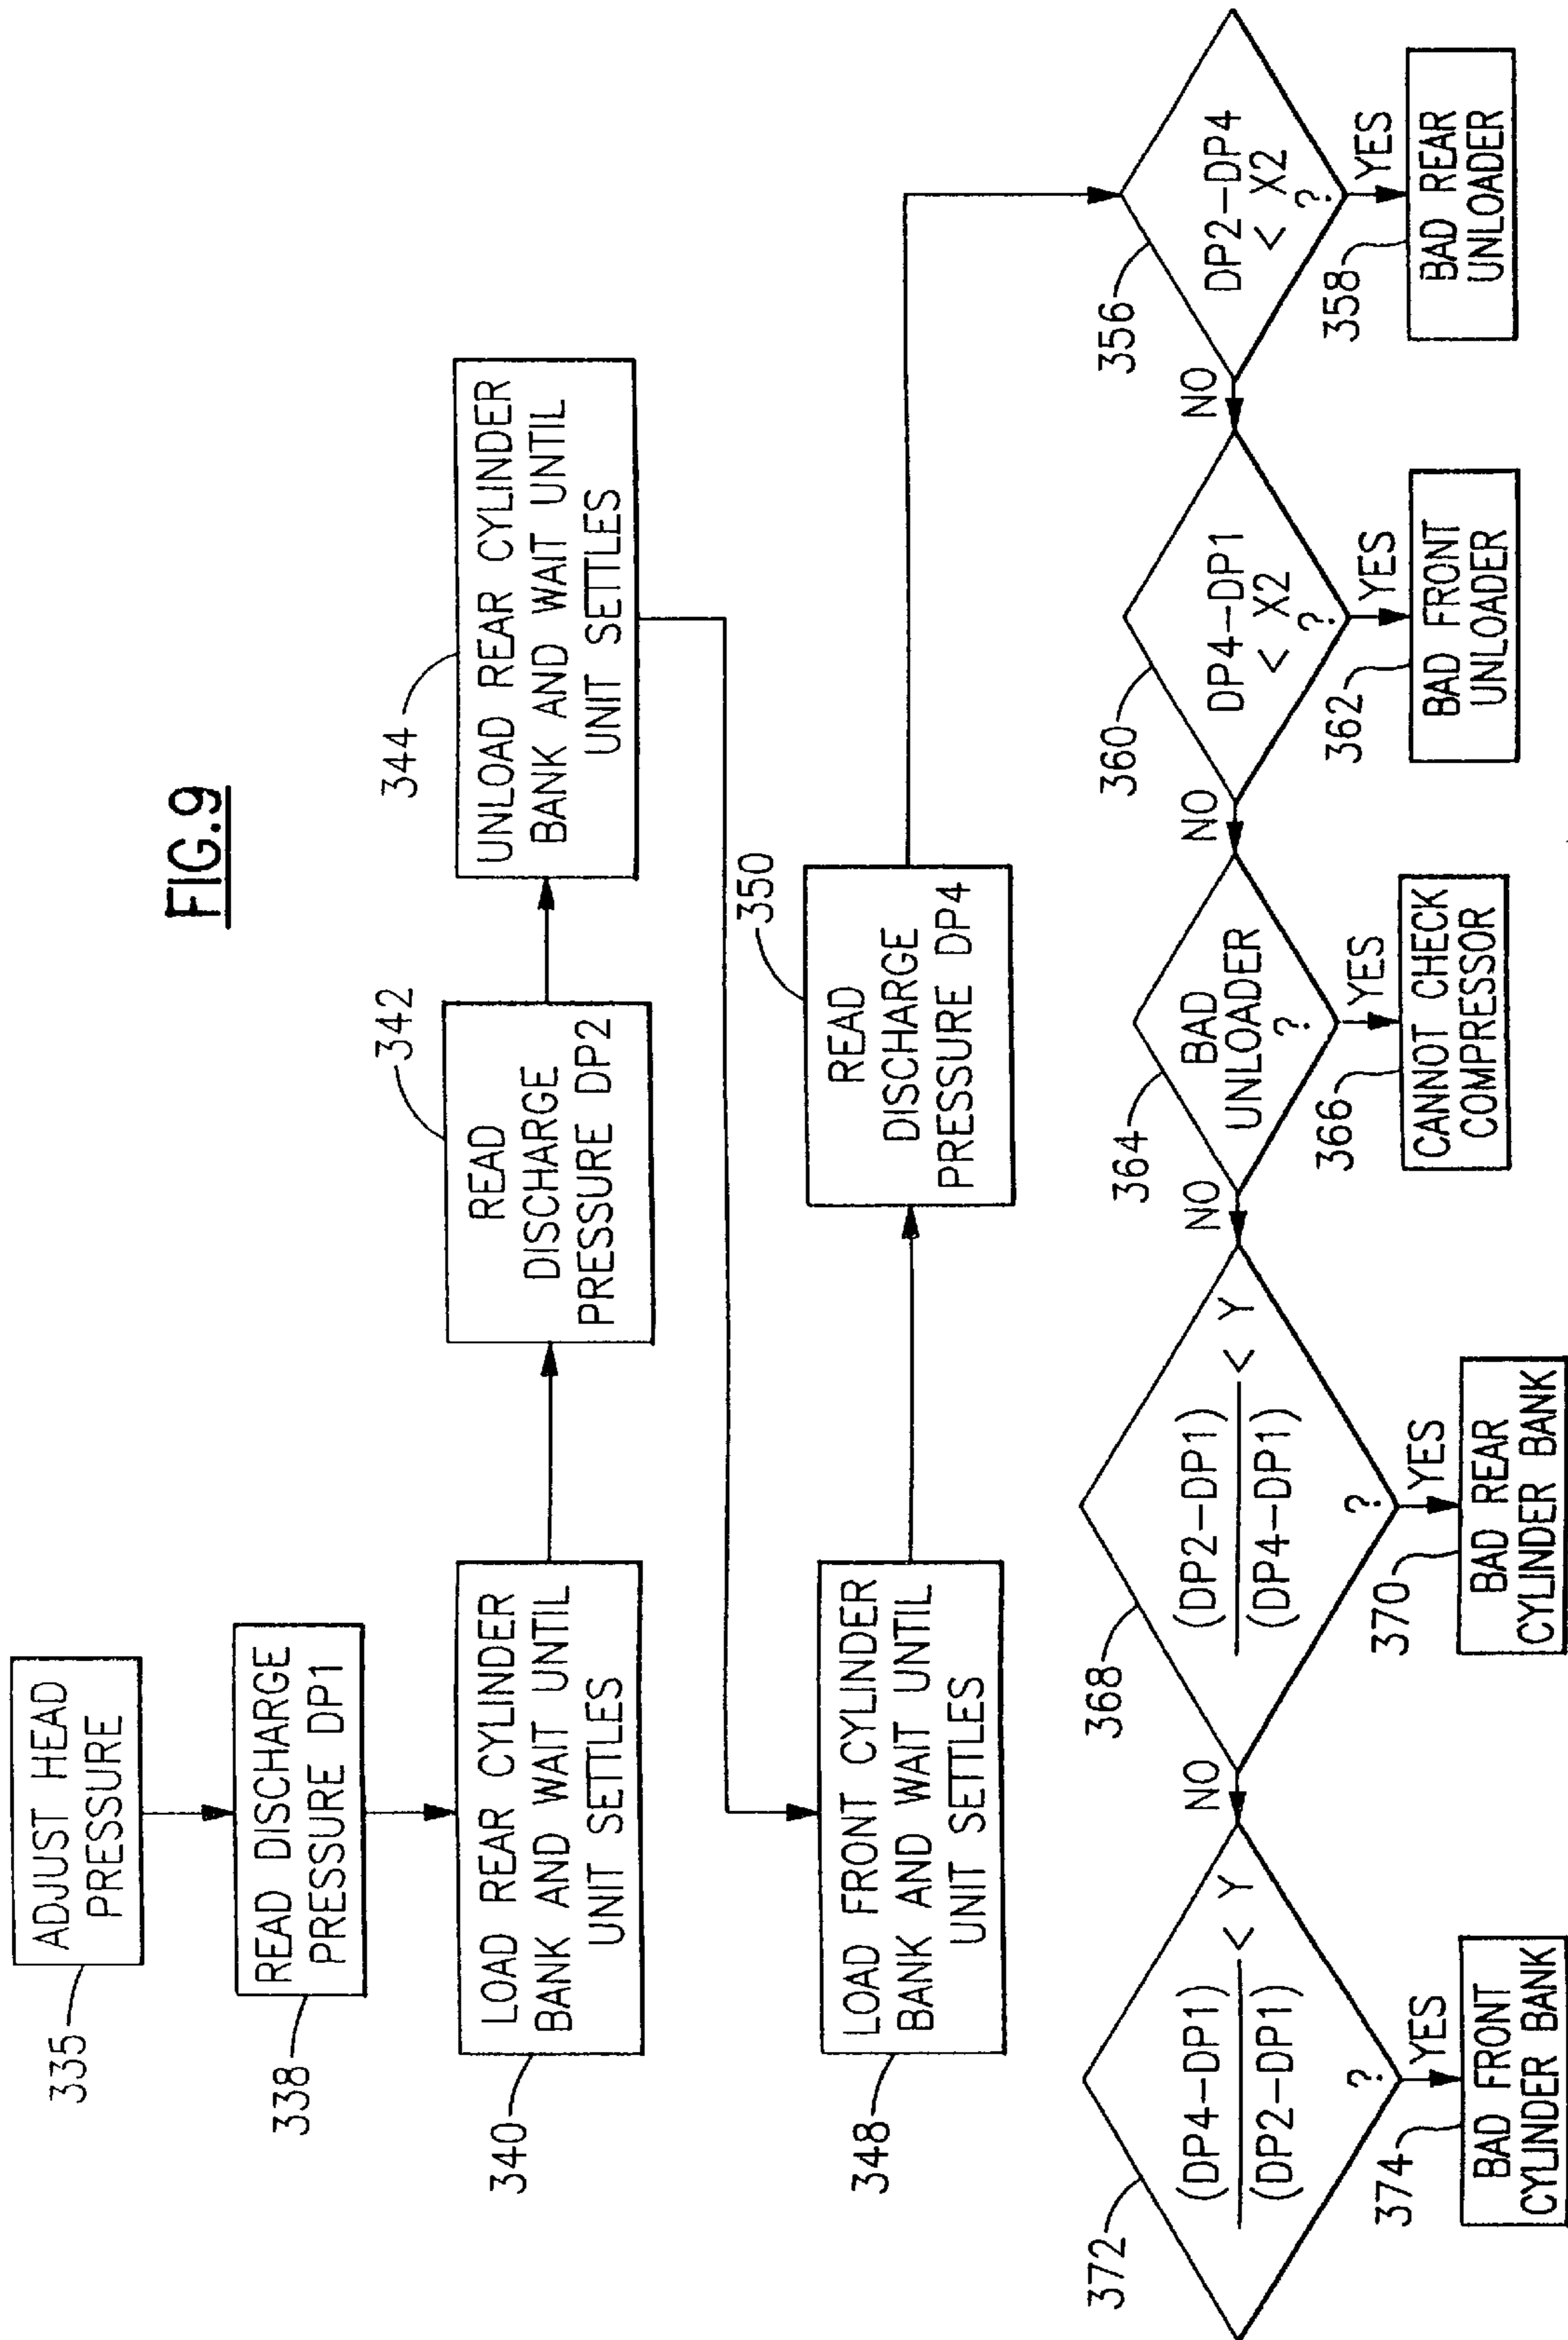 FIG.9
335
ADJUST HEAD
PRESSURE
338
READ DISCHARGE
PRESSURE DP1
340
LOAD REAR CYLINDER
BANK AND WAIT UNTIL
UNIT SETTLES
342
READ
DISCHARGE
PRESSURE DP2
344
UNLOAD REAR CYLINDER
BANK AND WAIT UNTIL
UNIT SETTLES
348
LOAD FRONT CYLINDER
BANK AND WAIT UNTIL
UNIT SETTLES
350
READ
DISCHARGE
PRESSURE DP4
356
DP2-DP4
< X2
?
YES
358
BAD REAR
UNLOADER
NO
360
DP4-DP1
< X2
?
YES
362
BAD FRONT
UNLOADER
NO
364
BAD
UNLOADER
?
YES
366
CANNOT CHECK
COMPRESSOR
NO
368
(DP2-DP1)
< Y
(DP4-DP1)
?
YES
370
BAD REAR
CYLINDER BANK
NO
372
(DP4-DP1)
< Y
(DP2-DP1)
?
YES
374
BAD FRONT
CYLINDER BANK